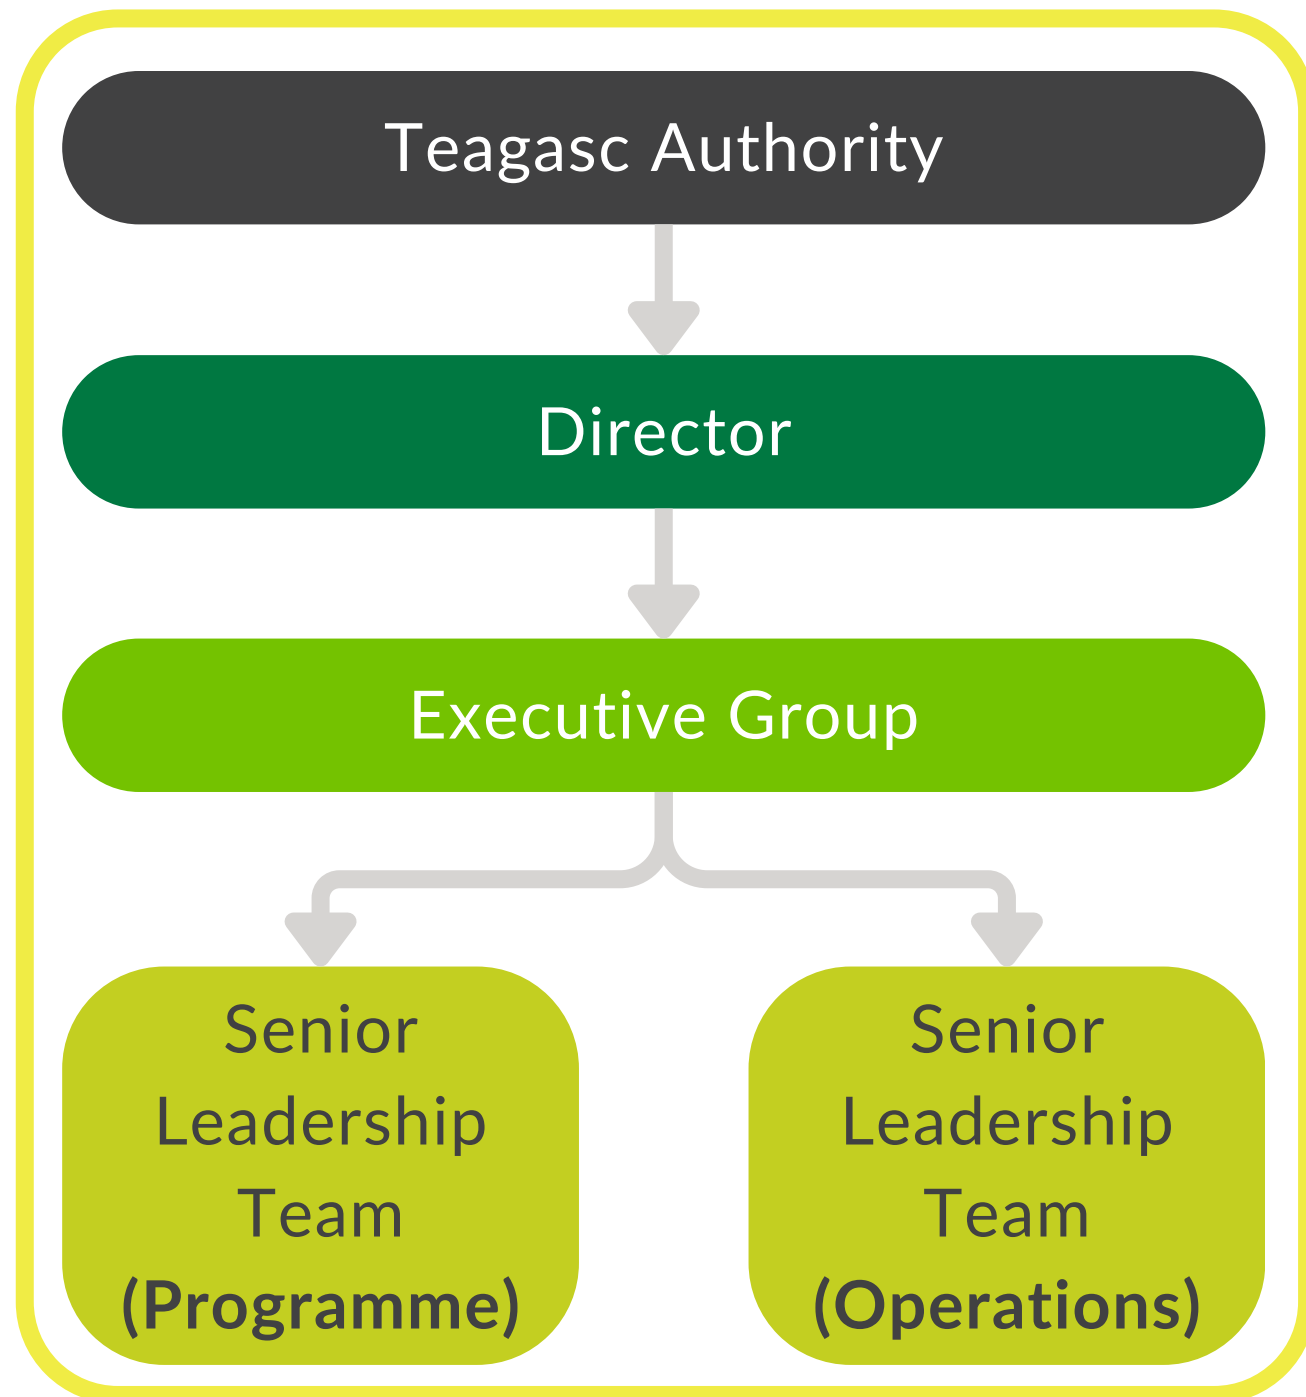 Teagasc Authority
Director
Executive Group
Senior
Leadership
Team
(Programme)
Senior
Leadership
Team
(Operations)